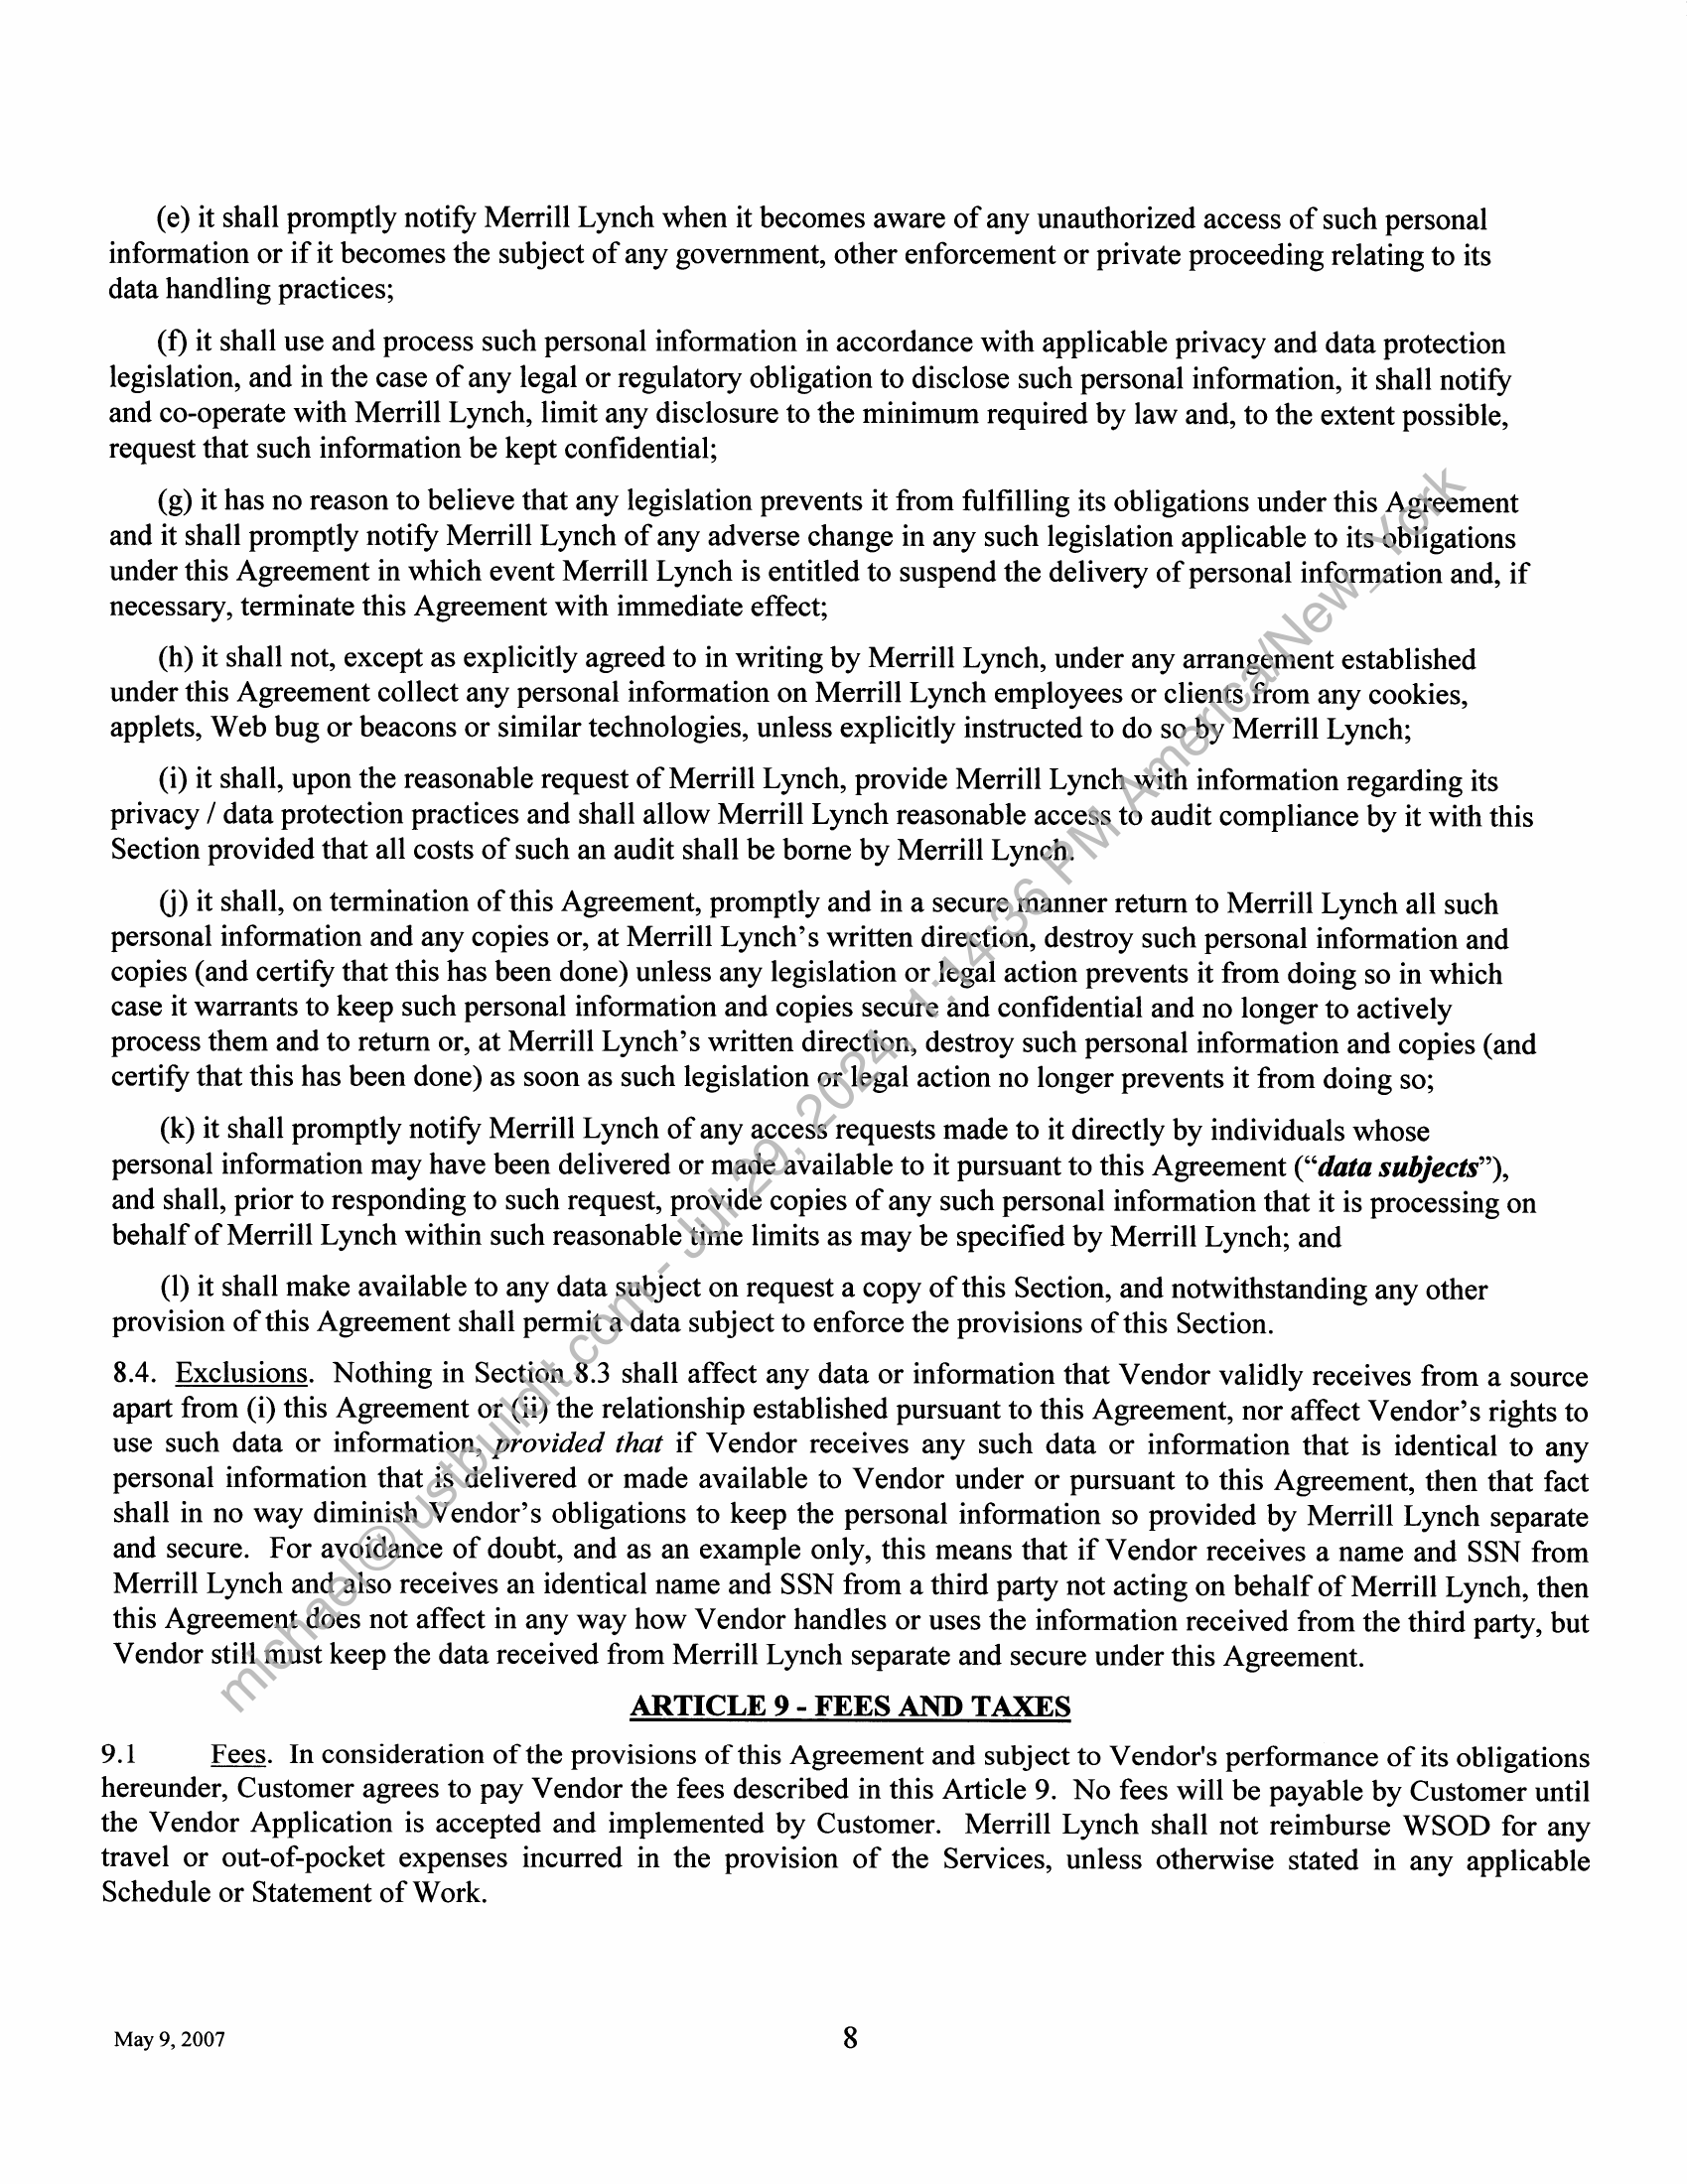 (e) it shall promptly notify Merrill Lynch when it becomes aware of any unauthorized access of such personal
information or if it becomes the subject of any government, other enforcement or private proceeding relating to its
data handling practices;
(f) it shall use and process such personal information in accordance with applicable privacy and data protection
legislation, and in the case of any legal or regulatory obligation to disclose such personal information, it shall notify
and co-operate with Merrill Lynch, limit any disclosure to the minimum required by law and, to the extent possible,
request that such information be kept confidential;
(g) it has no reason to believe that any legislation prevents it from fulfilling its obligations under this Agreement
and it shall promptly notify Merrill Lynch of any adverse change in any such legislation applicable to its obligations
under this Agreement in which event Merrill Lynch is entitled to suspend the delivery of personal information and, if
necessary, terminate this Agreement with immediate effect;
(h) it shall not, except as explicitly agreed to in writing by Merrill Lynch, under any arrangement established
under this Agreement collect any personal information on Merrill Lynch employees or clients from any cookies,
applets, Web bug or beacons or similar technologies, unless explicitly instructed to do so by Merrill Lynch;
(i) it shall, upon the reasonable request of Merrill Lynch, provide Merrill Lynch with information regarding its
privacy / data protection practices and shall allow Merrill Lynch reasonable access to audit compliance by it with this
Section provided that all costs of such an audit shall be borne by Merrill Lynch.
(j) it shall, on termination of this Agreement, promptly and in a secure manner return to Merrill Lynch all such
personal information and any copies or, at Merrill Lynch’s written direction, destroy such personal information and
copies (and certify that this has been done) unless any legislation or legal action prevents it from doing so in which
case it warrants to keep such personal information and copies secure and confidential and no longer to actively
process them and to return or, at Merrill Lynch’s written direction, destroy such personal information and copies (and
certify that this has been done) as soon as such legislation or legal action no longer prevents it from doing so;
(k) it shall promptly notify Merrill Lynch of any access requests made to it directly by individuals whose
personal information may have been delivered or made available to it pursuant to this Agreement (“data subjects”),
and shall, prior to responding to such request, provide copies of any such personal information that it is processing on
behalf of Merrill Lynch within such reasonable time limits as may be specified by Merrill Lynch; and
(l) it shall make available to any data subject on request a copy of this Section, and notwithstanding any other
provision of this Agreement shall permit a data subject to enforce the provisions of this Section.
8.4. Exclusions. Nothing in Section 8.3 shall affect any data or information that Vendor validly receives from a source
apart from (i) this Agreement or (ii) the relationship established pursuant to this Agreement, nor affect Vendor’s rights to
use such data or information, provided that if Vendor receives any such data or information that is identical to any
personal information that is delivered or made available to Vendor under or pursuant to this Agreement, then that fact
shall in no way diminish Vendor’s obligations to keep the personal information so provided by Merrill Lynch separate
and secure. For avoidance of doubt, and as an example only, this means that if Vendor receives a name and SSN from
Merrill Lynch and also receives an identical name and SSN from a third party not acting on behalf of Merrill Lynch, then
this Agreement does not affect in any way how Vendor handles or uses the information received from the third party, but
Vendor still must keep the data received from Merrill Lynch separate and secure under this Agreement.
ARTICLE 9 - FEES AND TAXES
9.1 Fees. In consideration of the provisions of this Agreement and subject to Vendor's performance of its obligations
hereunder, Customer agrees to pay Vendor the fees described in this Article 9. No fees will be payable by Customer until
the Vendor Application is accepted and implemented by Customer. Merrill Lynch shall not reimburse WSOD for any
travel or out-of-pocket expenses incurred in the provision of the Services, unless otherwise stated in any applicable
Schedule or Statement of Work.
May 9, 2007
8
michael@justbuildit.com - Jul 29, 2024, 1:14:36 PM America/New_York